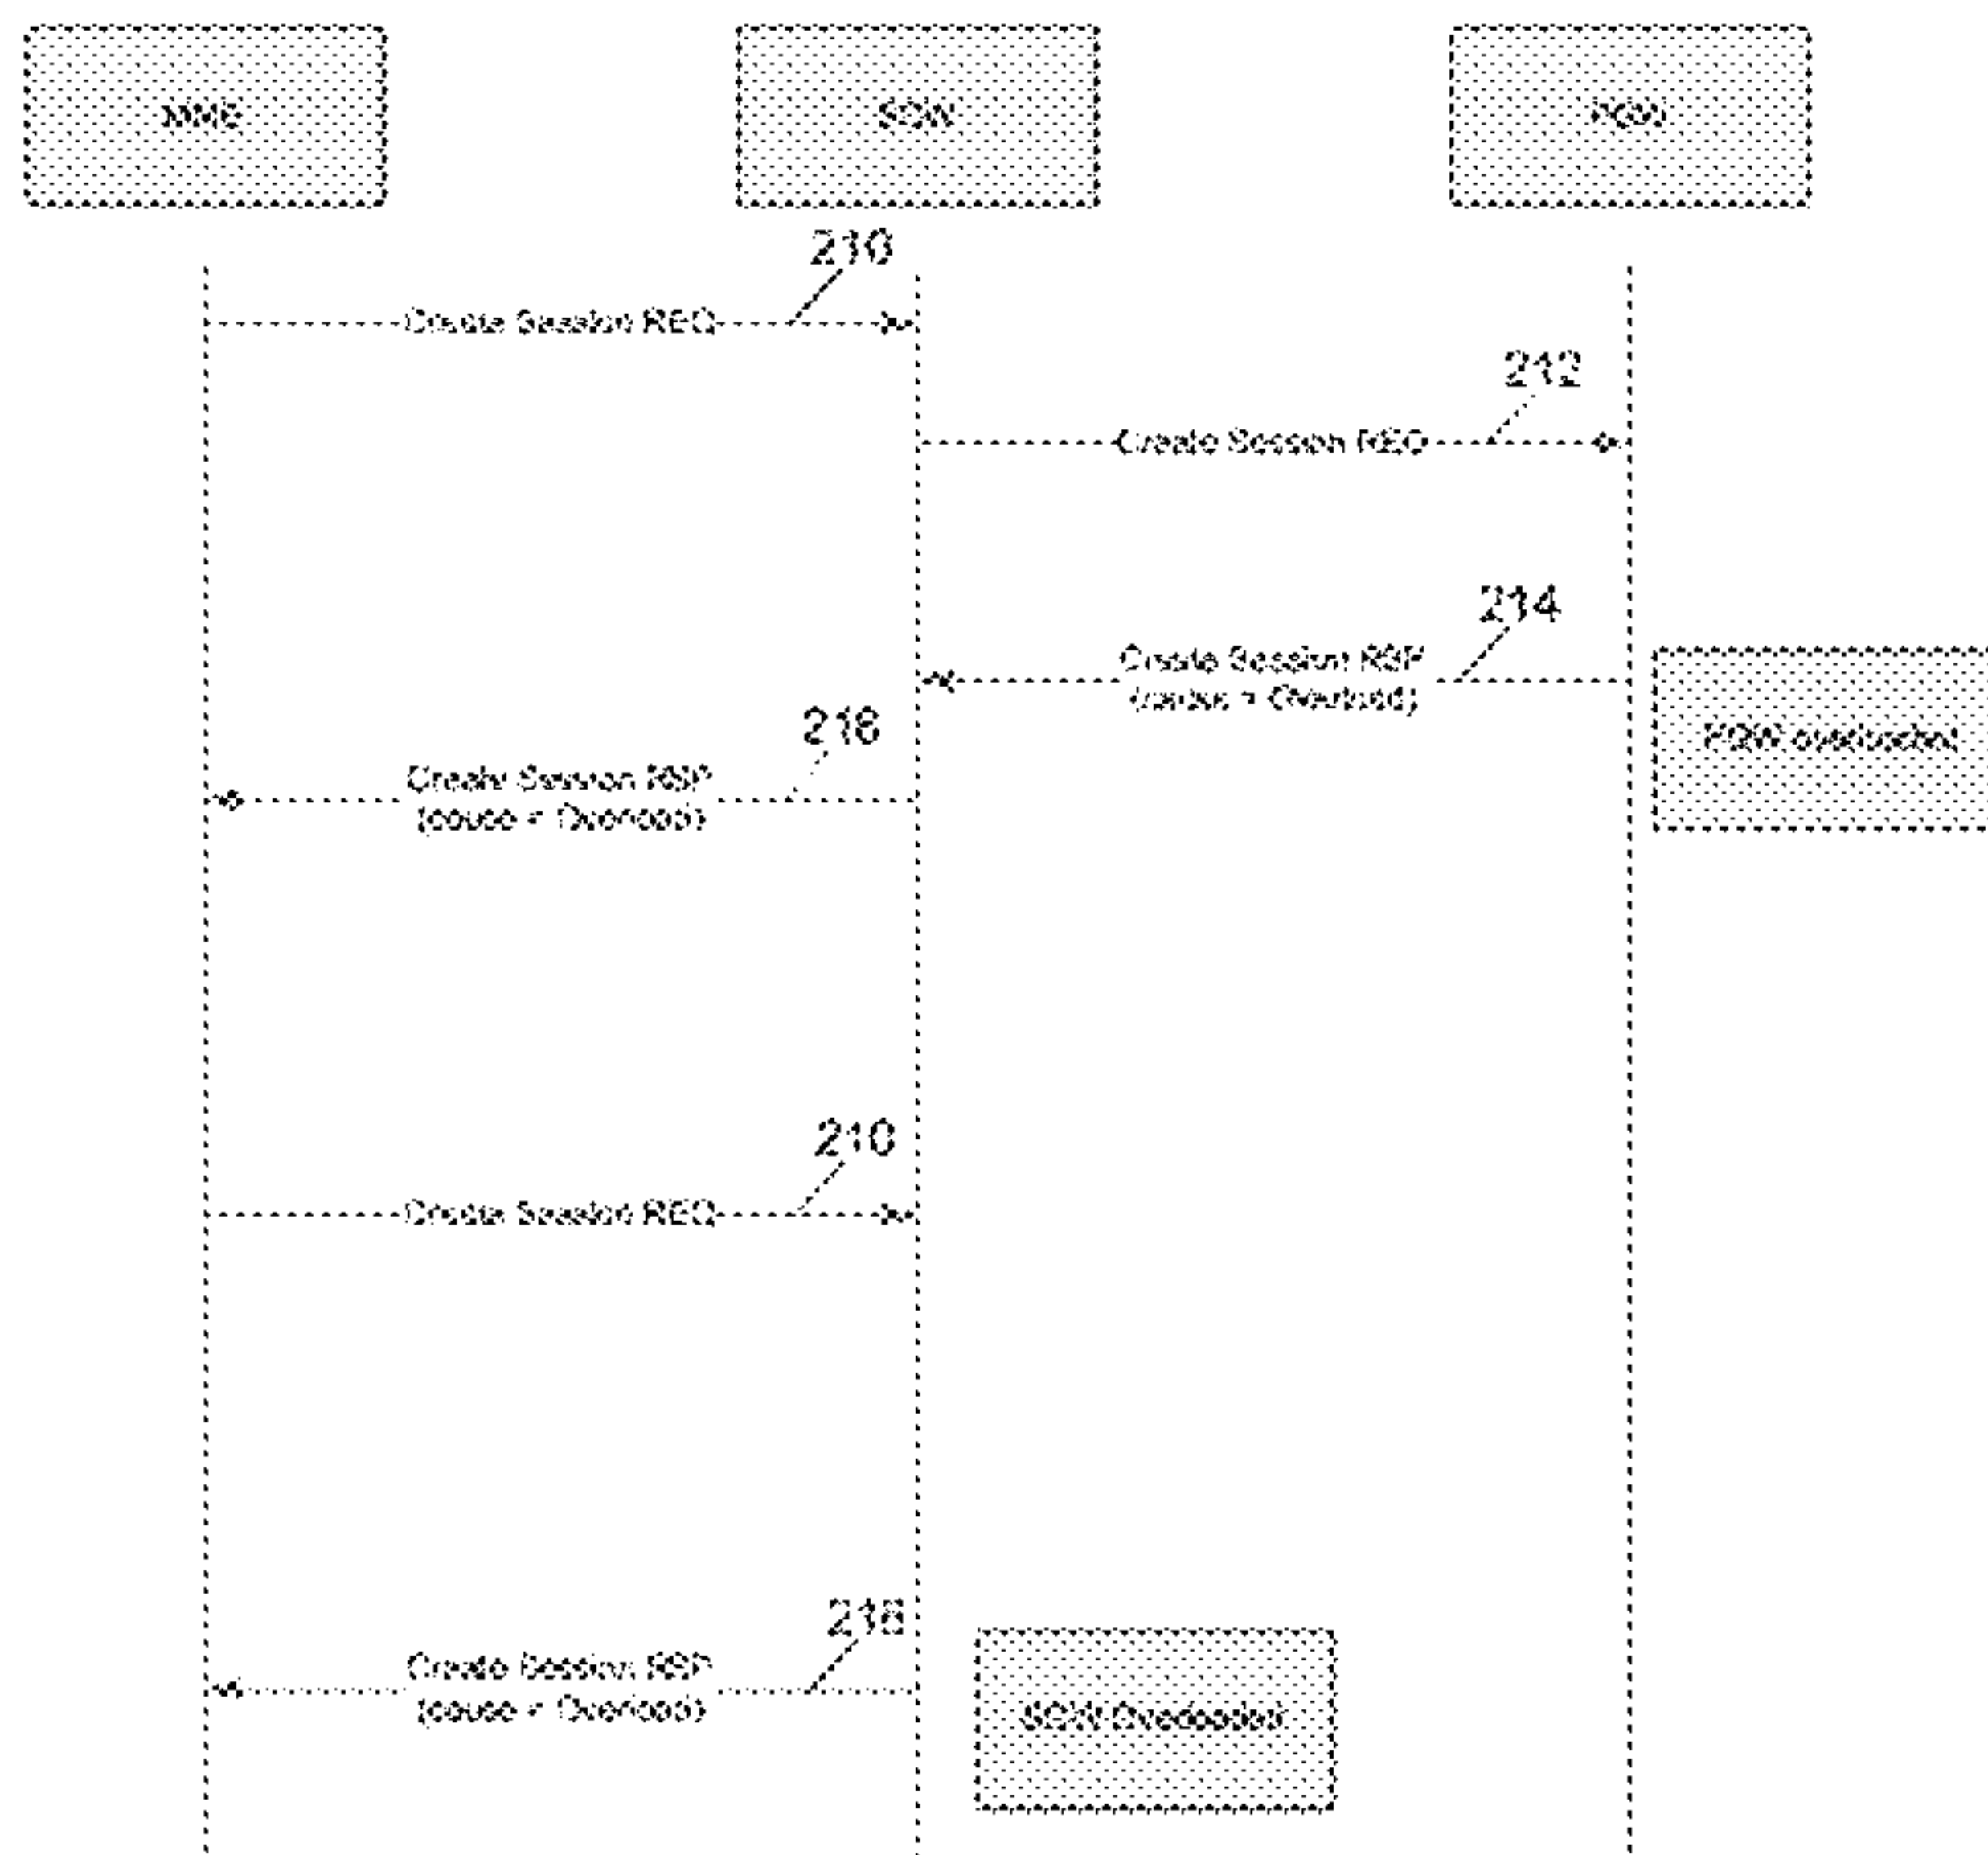 MME
SGW
PGW
210
Create Session REQ
212
Create Session REQ
214
Create Session RSP
(cause = Overload)
PGW overloaded
216
Create Session RSP
(cause = Overload)
210
Create Session REQ
218
Create Session RSP
(cause = Overload)
SGW Overloaded